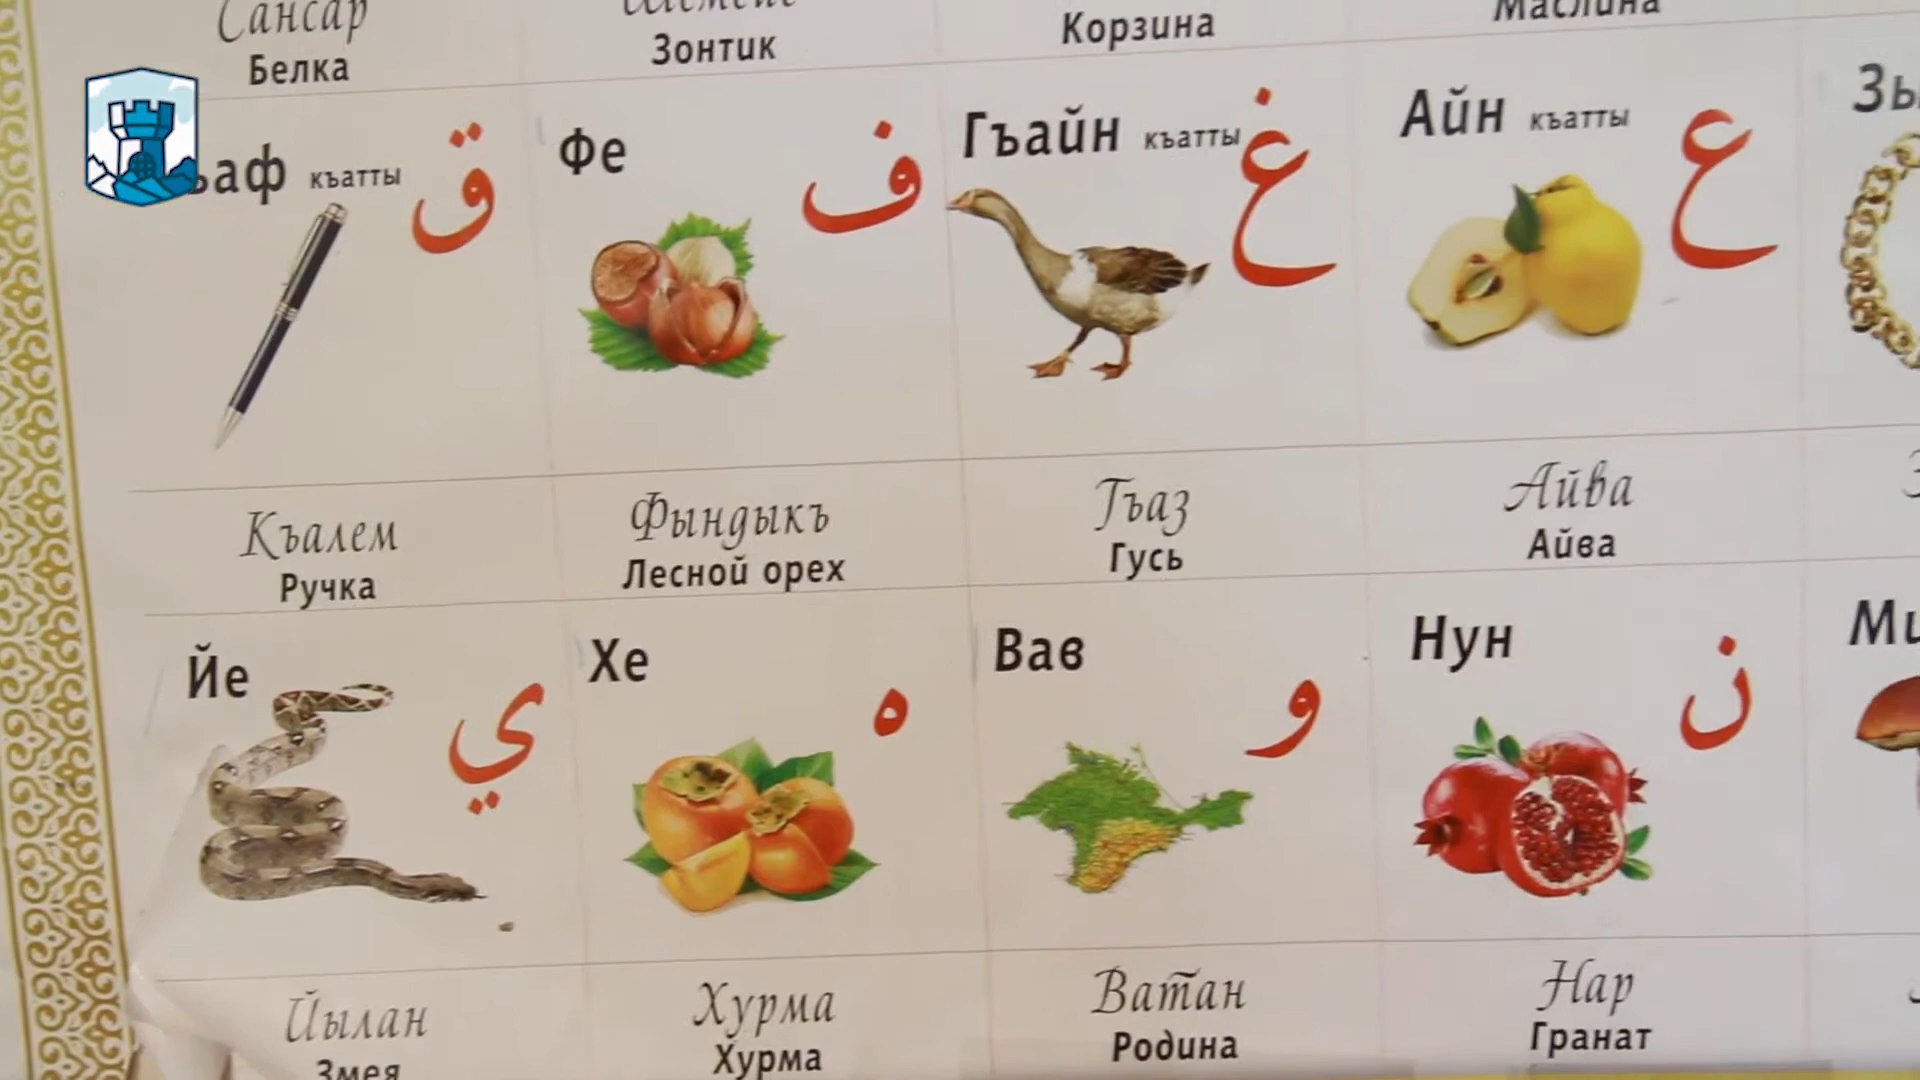 Сансар
Белка
Зонтик
Корзина
Маслина
къатты ق
Фе ف
Гъайн къатты غ
Айн къатты ع
Къалем
Ручка
Фындыкъ
Лесной орех
Гъаз
Гусь
Айва
Айва
Йе ي
Хе ه
Вав و
Нун ن
Йылан
Змея
Хурма
Хурма
Ватан
Родина
Нар
Гранат